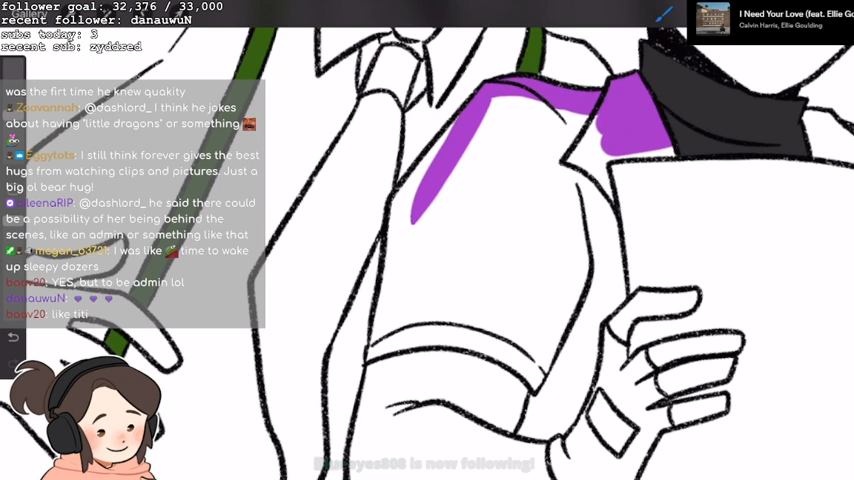 follower goal: 32,376 / 33,000
recent follower: danauwuN
subs today: 3
recent sub: zyddred
I Need Your Love (feat. Ellie Go
Calvin Harris, Ellie Goulding
was the firt time he knew quakity
Zoavannah: @dashlord_ I think he jokes
about having "little dragons" or something
Eggytots: I still think forever gives the best
hugs from watching clips and pictures. Just a
big ol bear hug!
aileenaRIP: @dashlord_ he said there could
be a possibility of her being behind the
scenes, like an admin or something like that
megan_03721: I was like time to wake
up sleepy dozers
baav20: YES, but to be admin lol
danauwuN:
baav20: like titi
is now following!